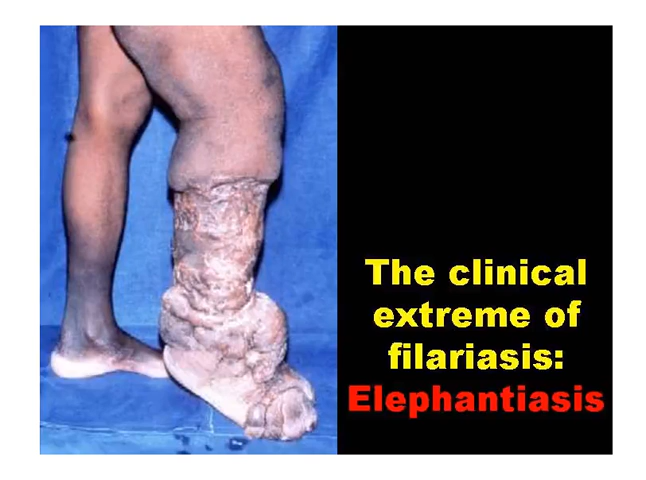 The clinical
extreme of
filariasis:
Elephantiasis